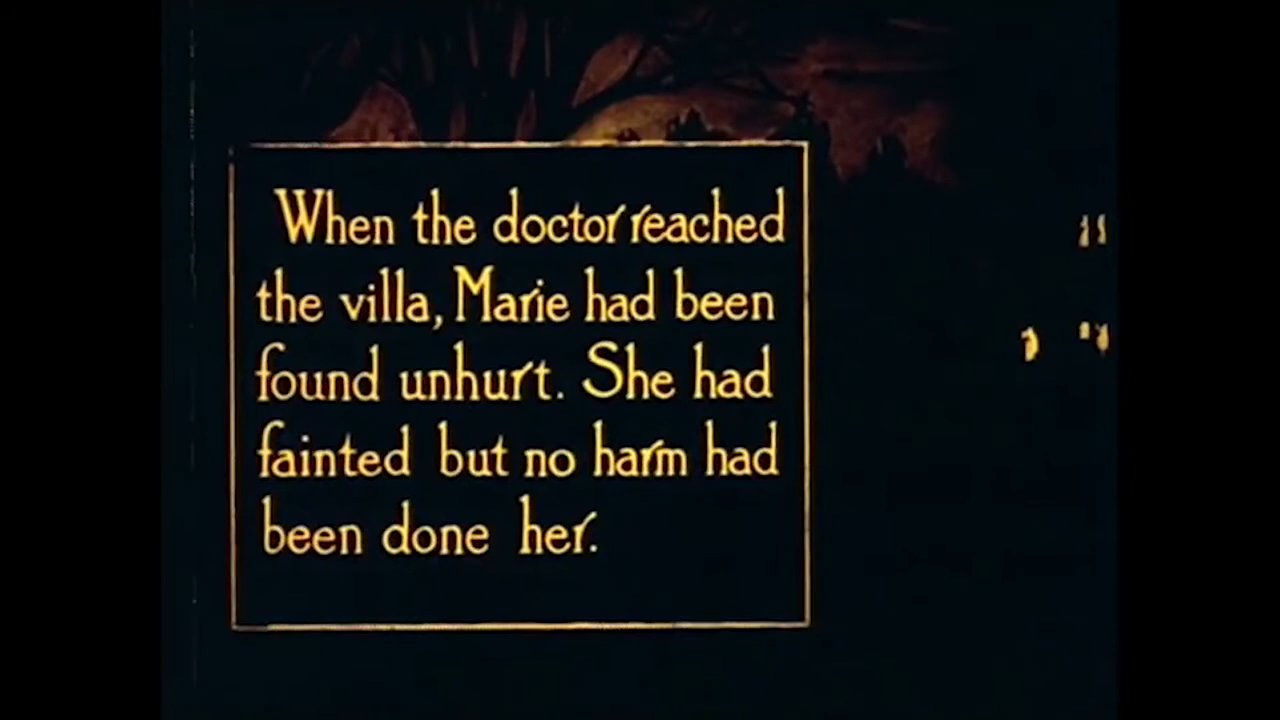 When the doctor reached
the villa, Marie had been
found unhurt. She had
fainted but no harm had
been done her.